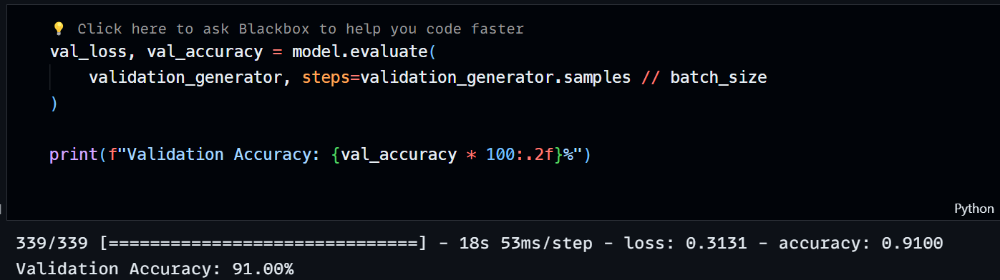 💡 Click here to ask Blackbox to help you code faster
val_loss, val_accuracy = model.evaluate(
    validation_generator, steps=validation_generator.samples // batch_size
)
print(f"Validation Accuracy: {val_accuracy * 100:.2f}%")
Python
339/339 [==============================] - 18s 53ms/step - loss: 0.3131 - accuracy: 0.9100
Validation Accuracy: 91.00%